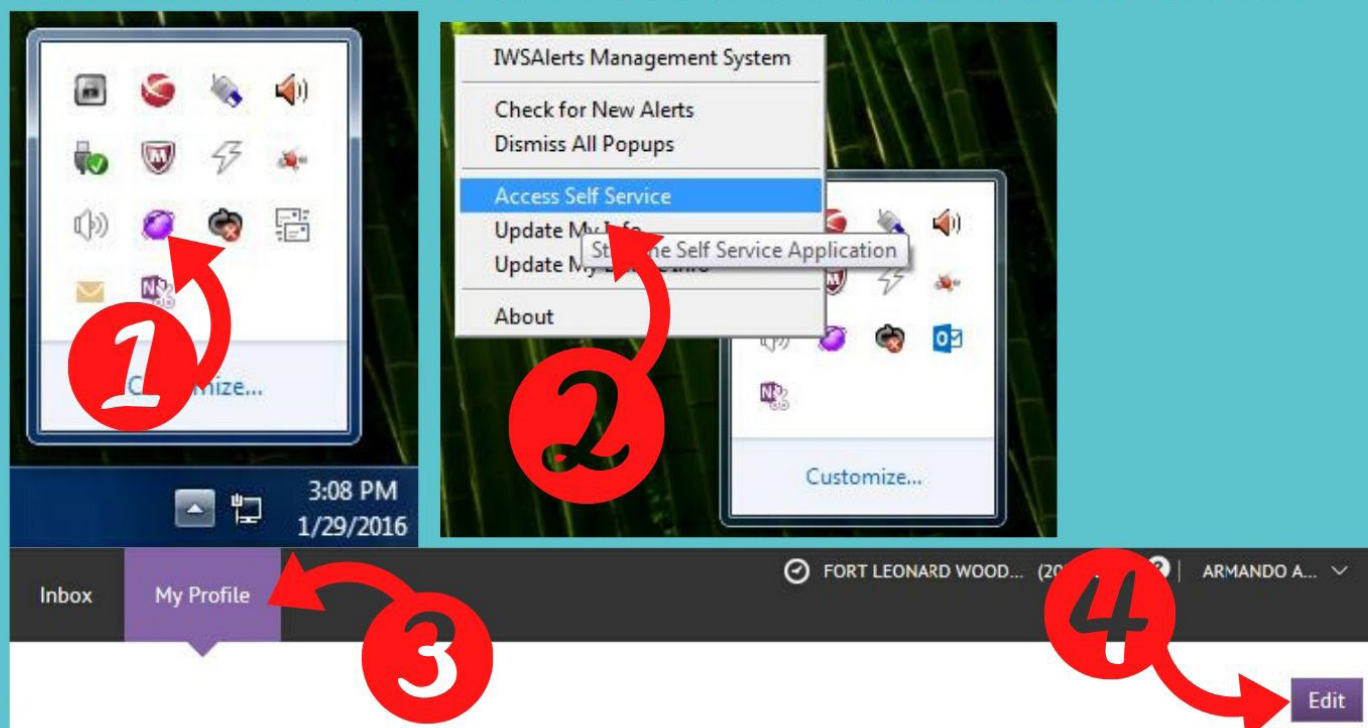 Customize...
1
3:08 PM
1/29/2016
IWSAlerts Management System
Check for New Alerts
Dismiss All Popups
Access Self Service
Update My Info
Self Service Application
Update My
About
2
Customize...
Inbox
My Profile
3
FORT LEONARD WOOD...
ARMANDO A...
4
Edit